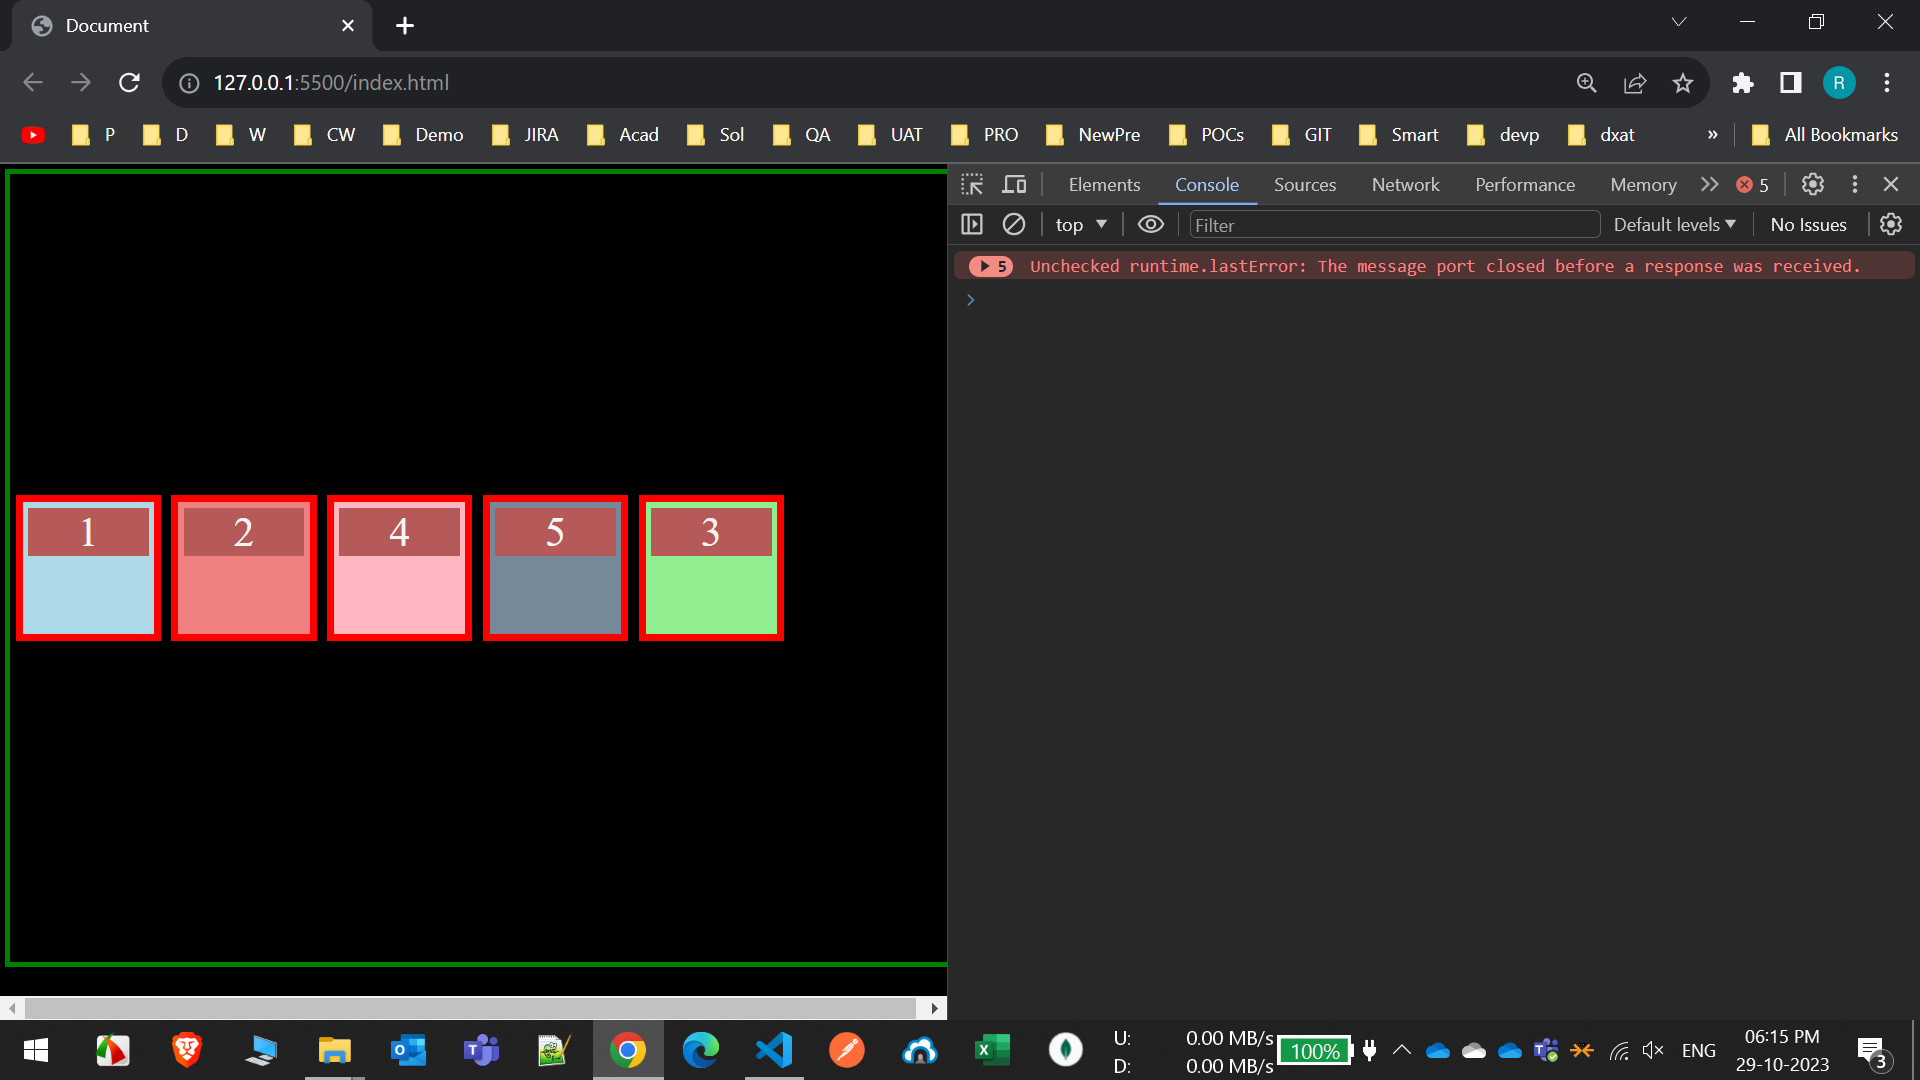 Document
127.0.0.1:5500/index.html
R
P D W CW Demo JIRA Acad Sol QA UAT PRO NewPre POCs GIT Smart devp dxat » All Bookmarks
Elements Console Sources Network Performance Memory 5
top Filter Default levels No Issues
5 Unchecked runtime.lastError: The message port closed before a response was received.
1 2 4 5 3
U: 0.00 MB/s
D: 0.00 MB/s
100%
ENG
06:15 PM
29-10-2023
3